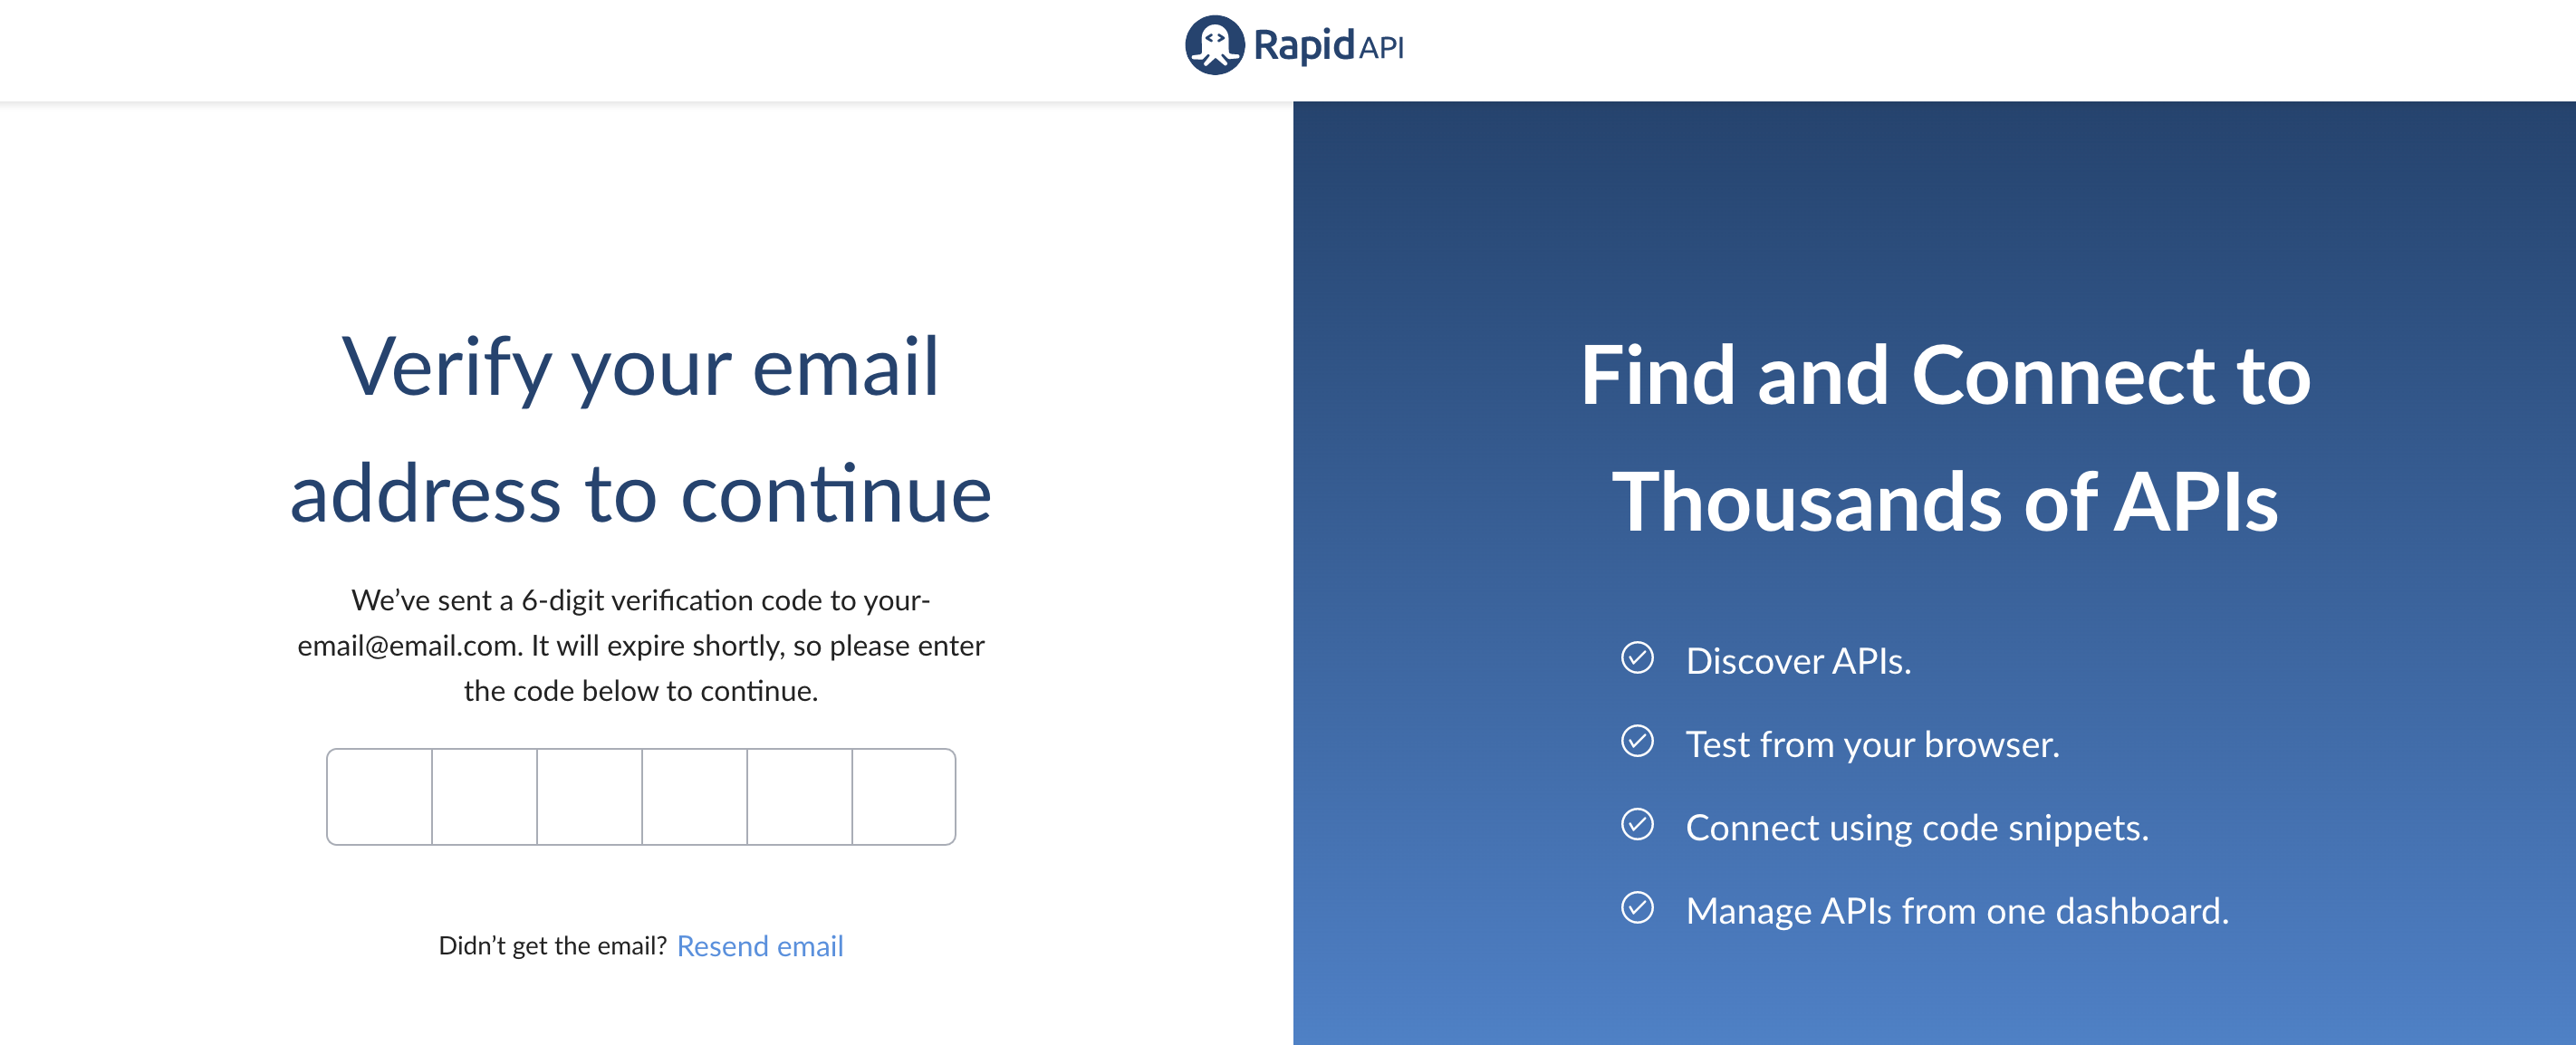 Rapid API
Verify your email
address to continue
We’ve sent a 6-digit verification code to your-
email@email.com. It will expire shortly, so please enter
the code below to continue.
Didn’t get the email? Resend email
Find and Connect to
Thousands of APIs
Discover APIs.
Test from your browser.
Connect using code snippets.
Manage APIs from one dashboard.